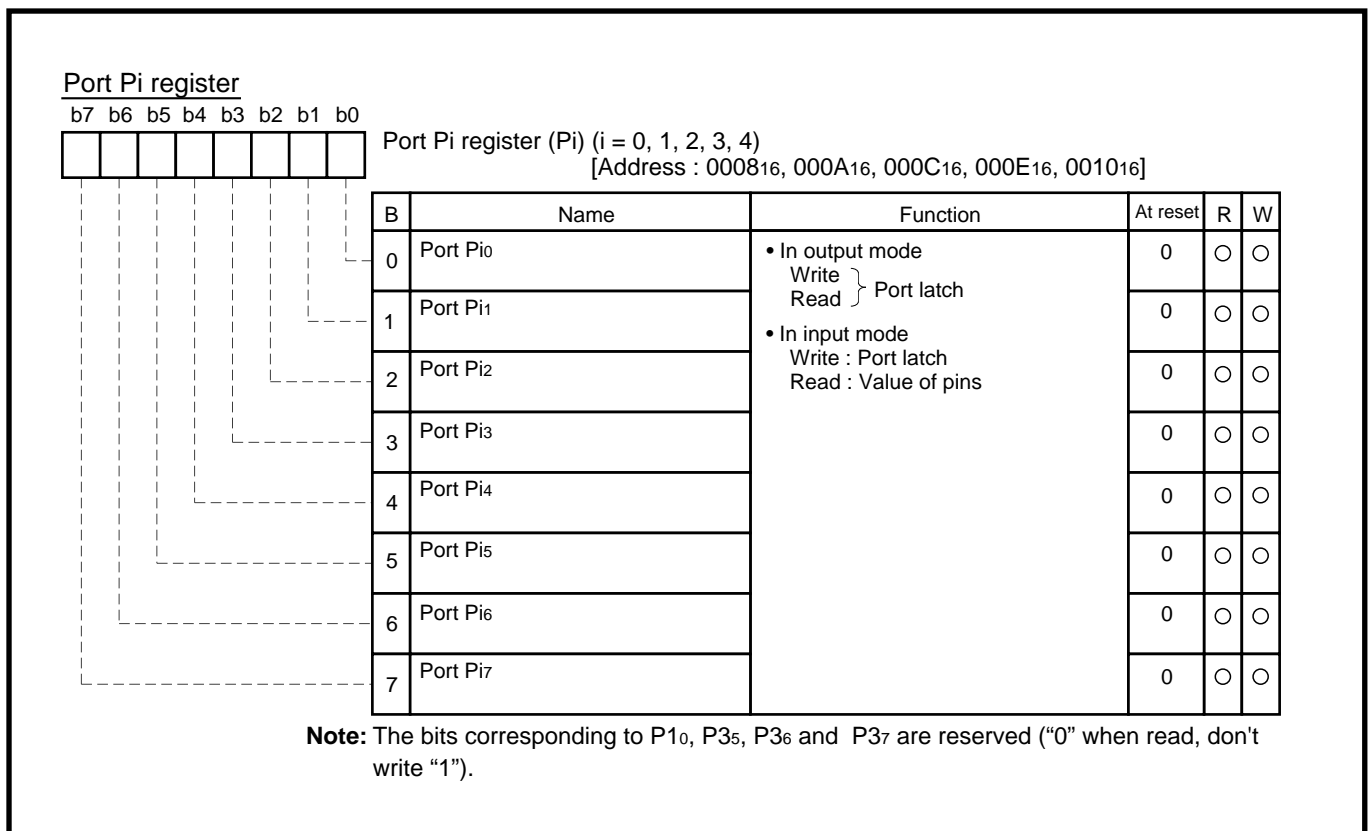 Port Pi register
b7 b6 b5 b4 b3 b2 b1 b0
Port Pi register (Pi) (i = 0, 1, 2, 3, 4)
[Address : 0008₁₆, 000A₁₆, 000C₁₆, 000E₁₆, 0010₁₆]
B Name Function At reset R W
0 Port Pi₀ 0 ○ ○
1 Port Pi₁ 0 ○ ○
2 Port Pi₂ 0 ○ ○
3 Port Pi₃ 0 ○ ○
4 Port Pi₄ 0 ○ ○
5 Port Pi₅ 0 ○ ○
6 Port Pi₆ 0 ○ ○
7 Port Pi₇ 0 ○ ○
• In output mode
Write
Read } Port latch
• In input mode
Write : Port latch
Read : Value of pins
Note: The bits corresponding to P1₀, P3₅, P3₆ and P3₇ are reserved (“0” when read, don't
write “1”).